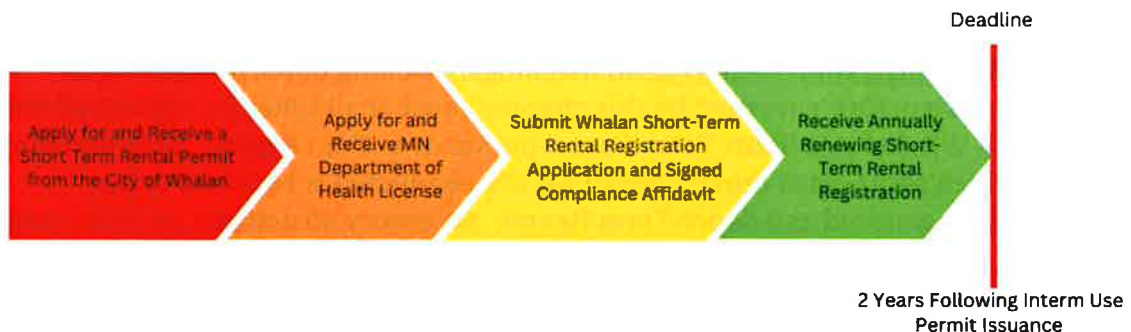 Deadline
Apply for and Receive a
Short Term Rental Permit
from the City of Whalan
Apply for and
Receive MN
Department of
Health License
Submit Whalan Short-Term
Rental Registration
Application and Signed
Compliance Affidavit
Receive Annually
Renewing Short-
Term Rental
Registration
2 Years Following Interm Use
Permit Issuance